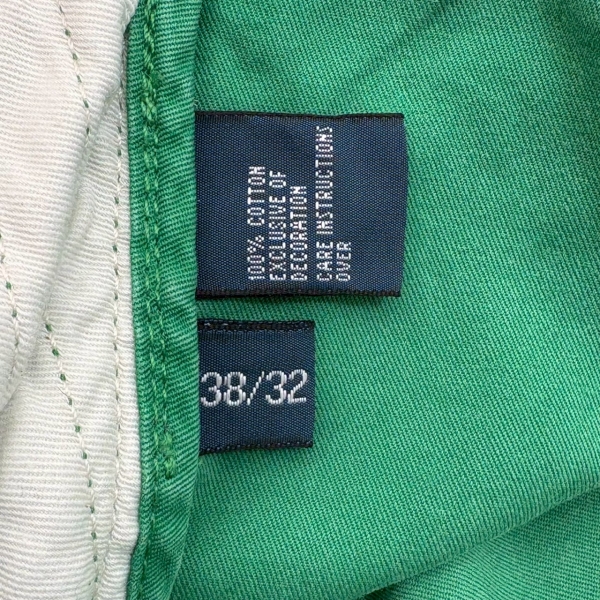 100% COTTON
EXCLUSIVE OF
DECORATION
CARE INSTRUCTIONS
OVER
38/32